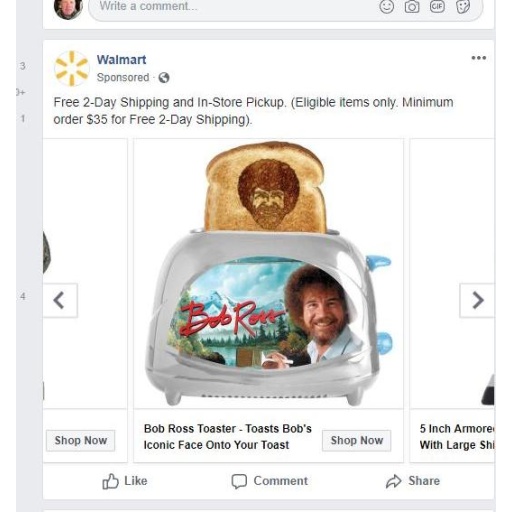 Write a comment...
GIF
Walmart
Sponsored ·
3
0+
1
Free 2-Day Shipping and In-Store Pickup. (Eligible items only. Minimum
order $35 for Free 2-Day Shipping).
Bob Ross
4
Shop Now
Bob Ross Toaster - Toasts Bob's
Iconic Face Onto Your Toast
Shop Now
5 Inch Armore
With Large Shi
Like
Comment
Share